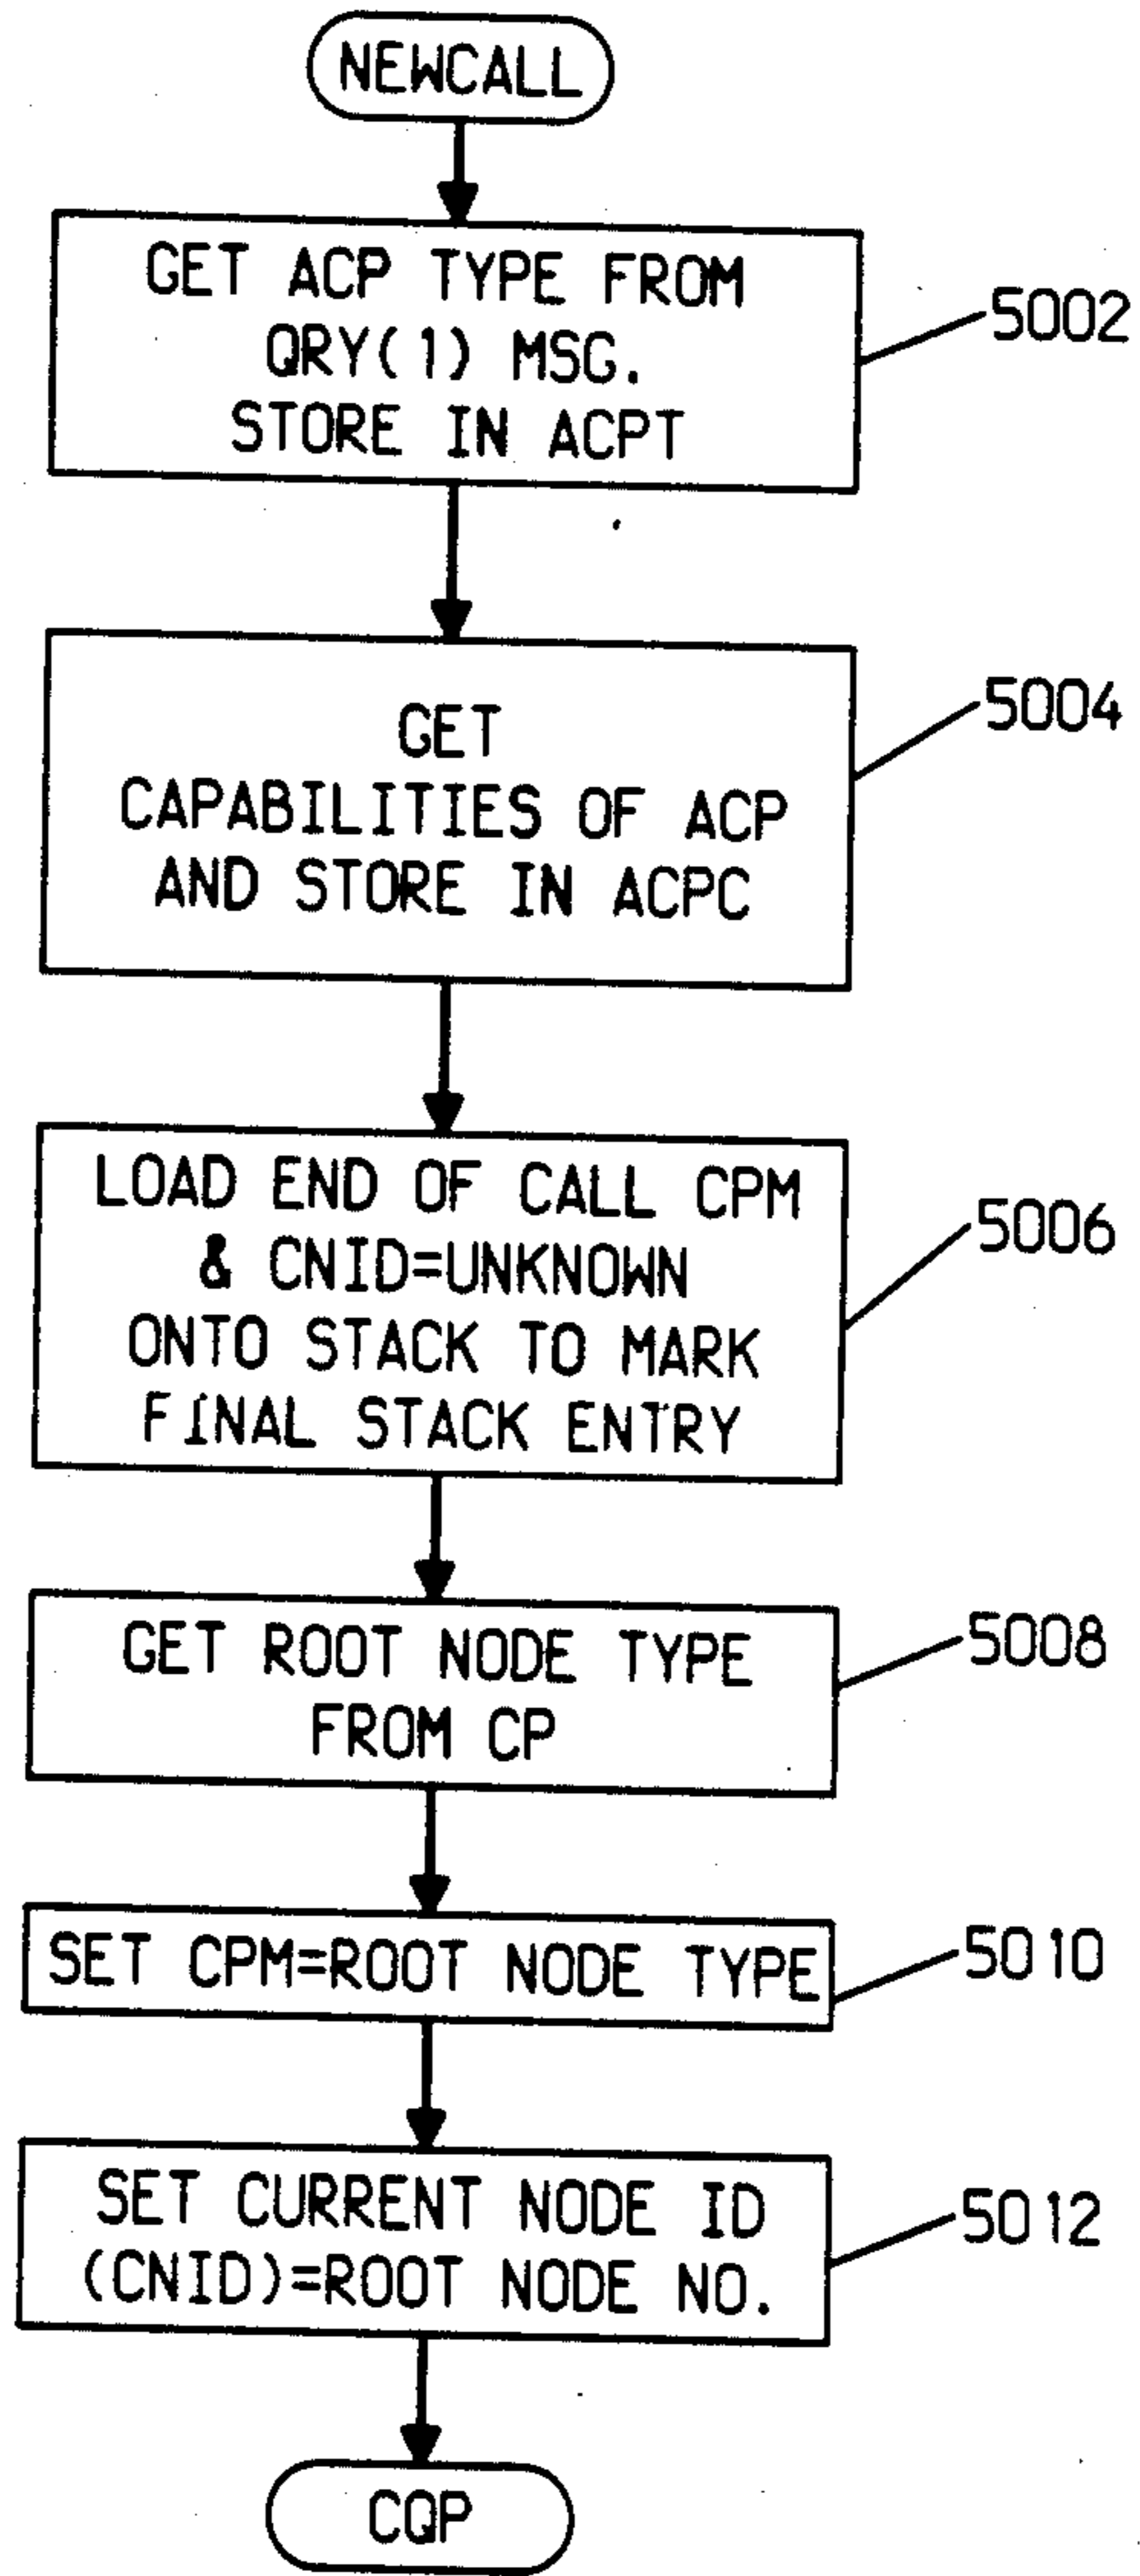 NEWCALL
GET ACP TYPE FROM
QRY(1) MSG.
STORE IN ACPT
5002
GET
CAPABILITIES OF ACP
AND STORE IN ACPC
5004
LOAD END OF CALL CPM
& CNID=UNKNOWN
ONTO STACK TO MARK
FINAL STACK ENTRY
5006
GET ROOT NODE TYPE
FROM CP
5008
SET CPM=ROOT NODE TYPE
5010
SET CURRENT NODE ID
(CNID)=ROOT NODE NO.
5012
CQP